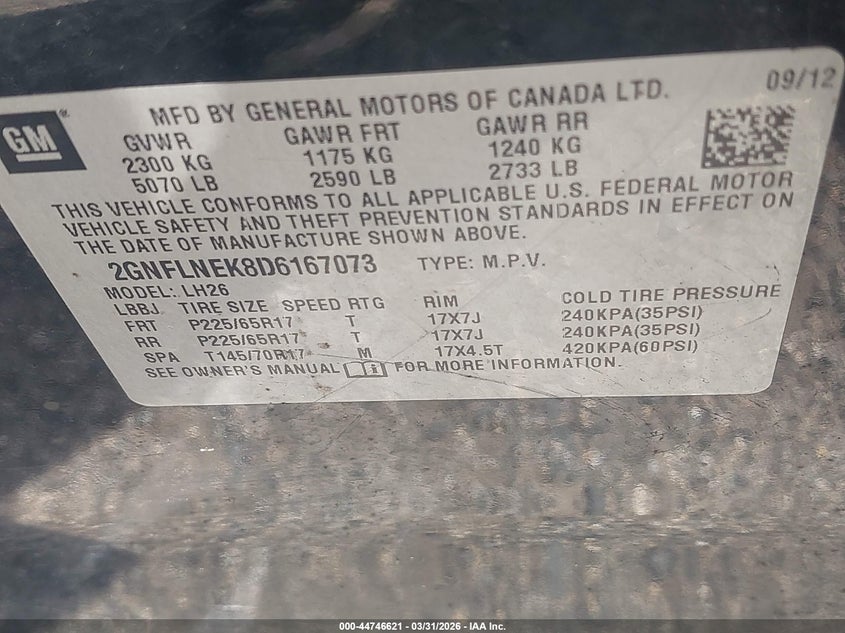 09/12
GM
MFD BY GENERAL MOTORS OF CANADA LTD.
GVWR GAWR FRT GAWR RR
2300 KG 1175 KG 1240 KG
5070 LB 2590 LB 2733 LB
THIS VEHICLE CONFORMS TO ALL APPLICABLE U.S. FEDERAL MOTOR
VEHICLE SAFETY AND THEFT PREVENTION STANDARDS IN EFFECT ON
THE DATE OF MANUFACTURE SHOWN ABOVE.
2GNFLNEK8D6167073 TYPE: M.P.V.
MODEL: LH26
LBBJ TIRE SIZE SPEED RTG RIM COLD TIRE PRESSURE
FRT P225/65R17 T 17X7J 240KPA(35PSI)
RR P225/65R17 T 17X7J 240KPA(35PSI)
SPA T145/70R17 M 17X4.5T 420KPA(60PSI)
SEE OWNER'S MANUAL FOR MORE INFORMATION.
000-44746621 - 03/31/2026 - IAA Inc.